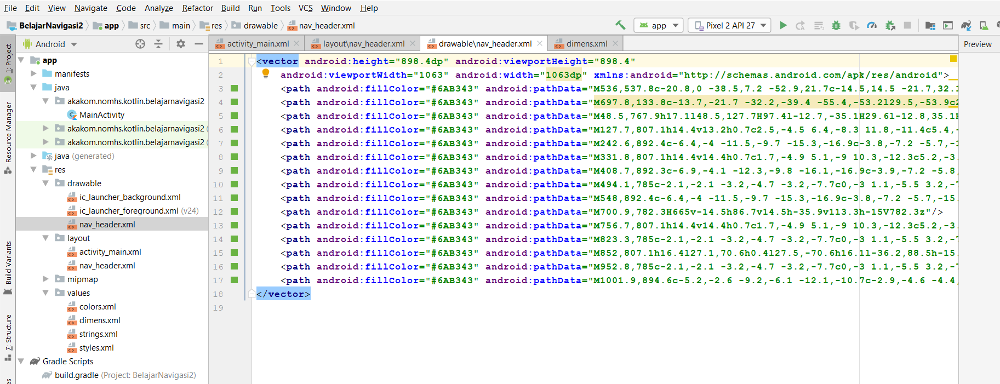 File Edit View Navigate Code Analyze Refactor Build Run Tools VCS Window Help
BelajarNavigasi2 app src main res drawable nav_header.xml app Pixel 2 API 27
Android activity_main.xml layout\nav_header.xml drawable\nav_header.xml dimens.xml Preview
1: Project
Resource Manager
Build Variants
7: Structure
app
manifests
java
akakom.nomhs.kotlin.belajarnavigasi2
MainActivity
akakom.nomhs.kotlin.belajarnavigasi2 (
akakom.nomhs.kotlin.belajarnavigasi2 (
java (generated)
res
drawable
ic_launcher_background.xml
ic_launcher_foreground.xml (v24)
nav_header.xml
layout
activity_main.xml
nav_header.xml
mipmap
values
colors.xml
dimens.xml
strings.xml
styles.xml
Gradle Scripts
build.gradle (Project: BelajarNavigasi2)
1 <vector android:height="898.4dp" android:viewportHeight="898.4"
2 android:viewportWidth="1063" android:width="1063dp" xmlns:android="http://schemas.android.com/apk/res/android">
3 <path android:fillColor="#6AB343" android:pathData="M536,537.8c-20.8,0 -38.5,7.2 -52.9,21.7c-14.5,14.5 -21.7,32.1
4 <path android:fillColor="#6AB343" android:pathData="M697.8,133.8c-13.7,-21.7 -32.2,-39.4 -55.4,-53.2l29.5,-53.9c2
5 <path android:fillColor="#6AB343" android:pathData="M48.5,767.9h17.1l48.5,127.7H97.4l-12.7,-35.1H29.6l-12.8,35.1H
6 <path android:fillColor="#6AB343" android:pathData="M127.7,807.1h14.4v13.2h0.7c2.5,-4.5 6.4,-8.3 11.8,-11.4c5.4,-
7 <path android:fillColor="#6AB343" android:pathData="M242.6,892.4c-6.4,-4 -11.5,-9.7 -15.3,-16.9c-3.8,-7.2 -5.7,-1
8 <path android:fillColor="#6AB343" android:pathData="M331.8,807.1h14.4v14.4h0.7c1.7,-4.9 5.1,-9 10.3,-12.3c5.2,-3.
9 <path android:fillColor="#6AB343" android:pathData="M408.7,892.3c-6.9,-4.1 -12.3,-9.8 -16.1,-16.9c-3.9,-7.2 -5.8,
10 <path android:fillColor="#6AB343" android:pathData="M494.1,785c-2.1,-2.1 -3.2,-4.7 -3.2,-7.7c0,-3 1.1,-5.5 3.2,-7
11 <path android:fillColor="#6AB343" android:pathData="M548,892.4c-6.4,-4 -11.5,-9.7 -15.3,-16.9c-3.8,-7.2 -5.7,-15.
12 <path android:fillColor="#6AB343" android:pathData="M700.9,782.3H665v-14.5h86.7v14.5h-35.9v113.3h-15V782.3z"/>
13 <path android:fillColor="#6AB343" android:pathData="M756.7,807.1h14.4v14.4h0.7c1.7,-4.9 5.1,-9 10.3,-12.3c5.2,-3.
14 <path android:fillColor="#6AB343" android:pathData="M823.3,785c-2.1,-2.1 -3.2,-4.7 -3.2,-7.7c0,-3 1.1,-5.5 3.2,-7
15 <path android:fillColor="#6AB343" android:pathData="M852,807.1h16.4l27.1,70.6h0.4l27.5,-70.6h16.1l-36.2,88.5h-15.
16 <path android:fillColor="#6AB343" android:pathData="M952.8,785c-2.1,-2.1 -3.2,-4.7 -3.2,-7.7c0,-3 1.1,-5.5 3.2,-7
17 <path android:fillColor="#6AB343" android:pathData="M1001.9,894.6c-5.2,-2.6 -9.2,-6.1 -12.1,-10.7c-2.9,-4.6 -4.4,
18 </vector>
19